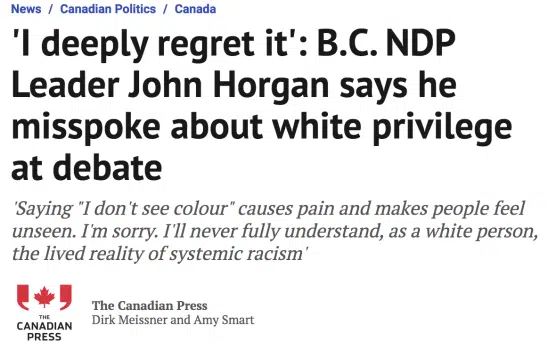 News / Canadian Politics / Canada
'I deeply regret it': B.C. NDP
Leader John Horgan says he
misspoke about white privilege
at debate
'Saying "I don't see colour" causes pain and makes people feel
unseen. I'm sorry. I'll never fully understand, as a white person,
the lived reality of systemic racism'
THE
CANADIAN
PRESS
The Canadian Press
Dirk Meissner and Amy Smart